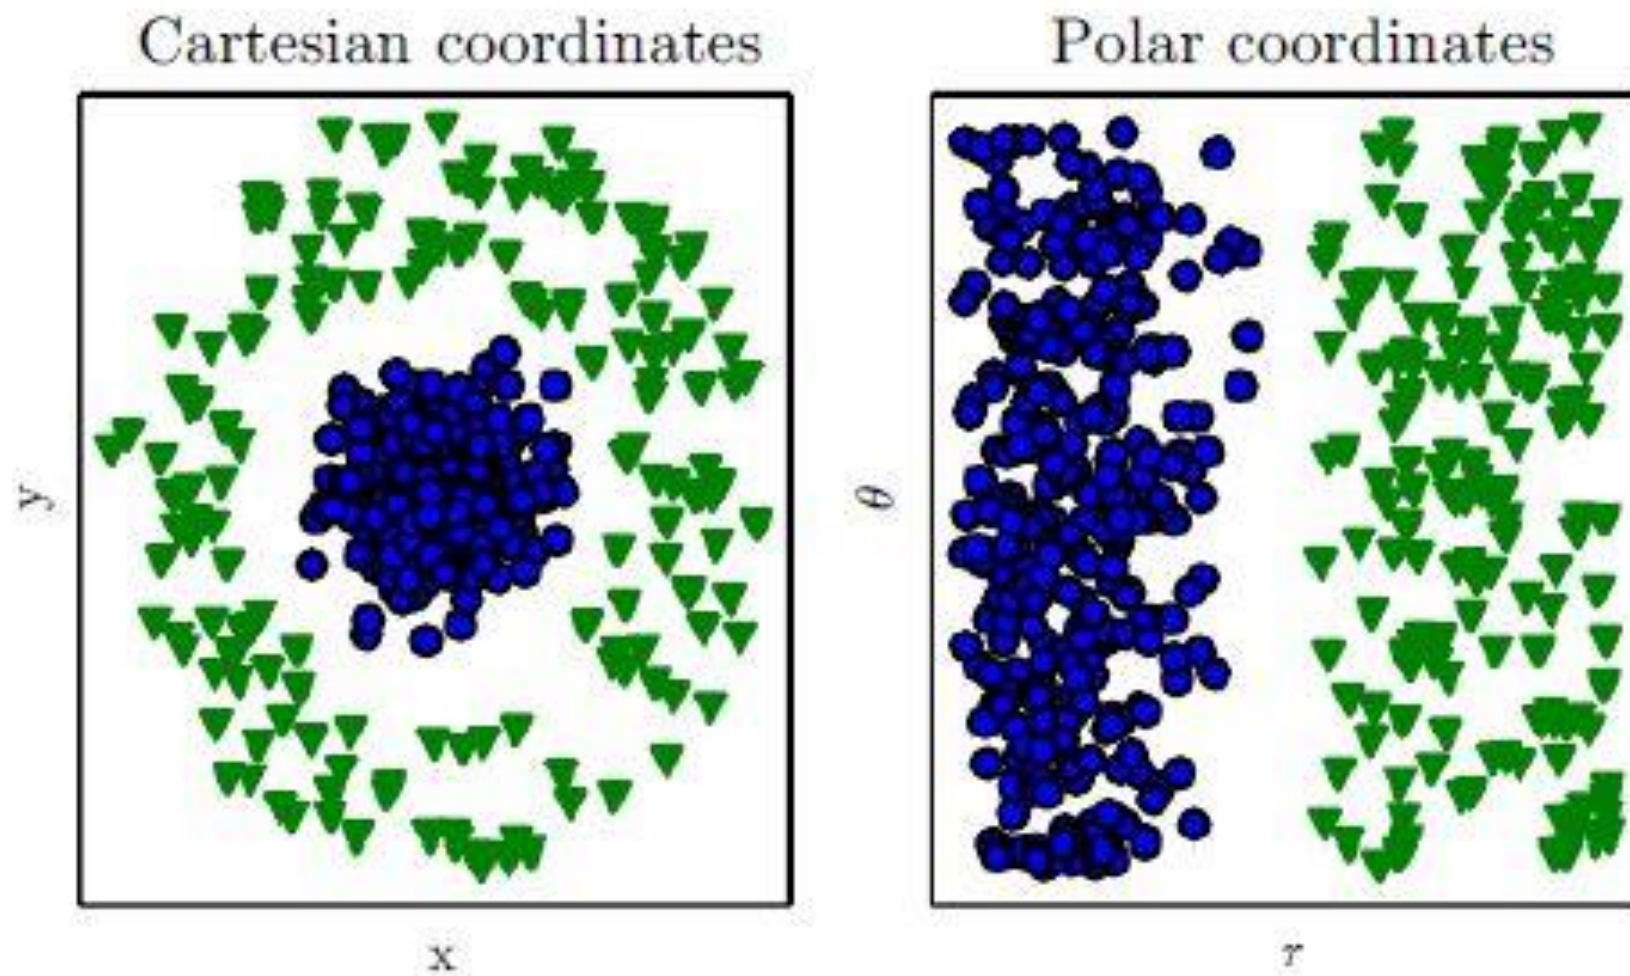 Cartesian coordinates
Polar coordinates
y
θ
x
r